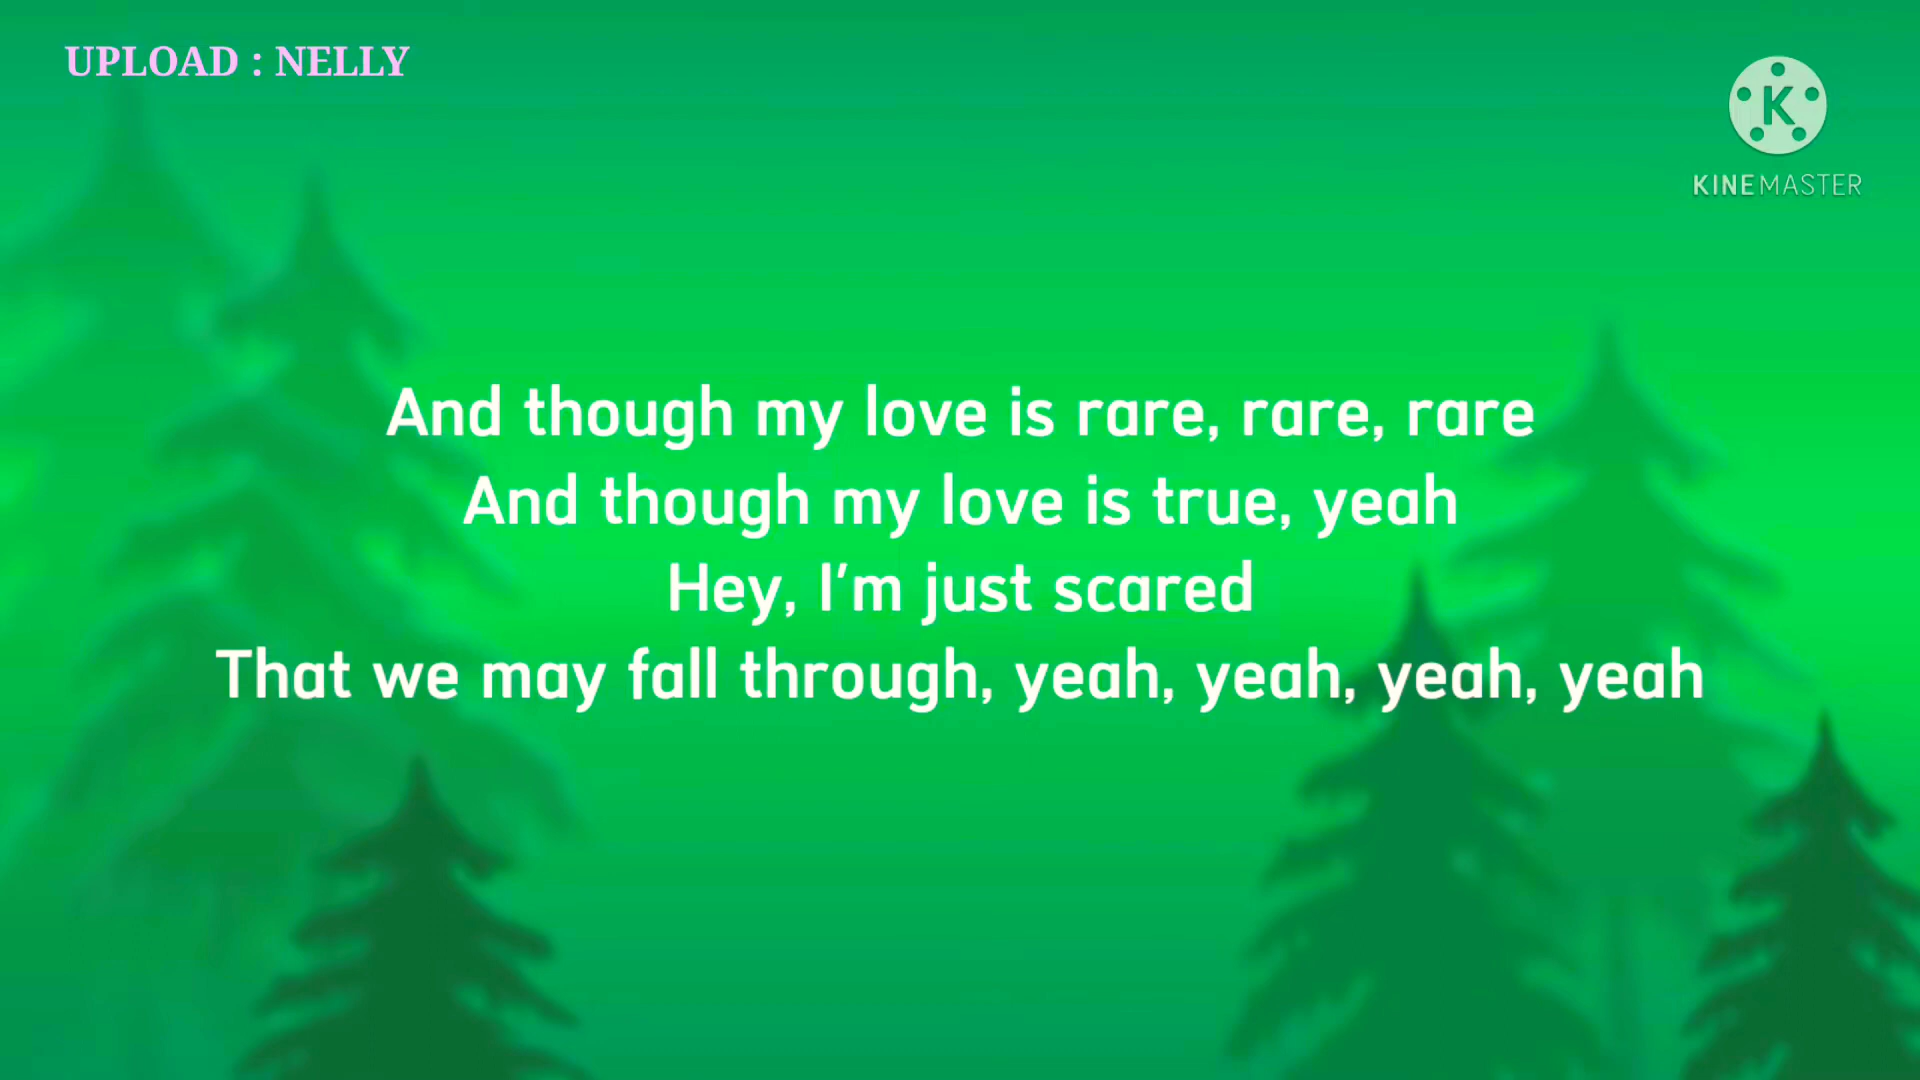 UPLOAD : NELLY
K
KINEMASTER
And though my love is rare, rare, rare
And though my love is true, yeah
Hey, I'm just scared
That we may fall through, yeah, yeah, yeah, yeah